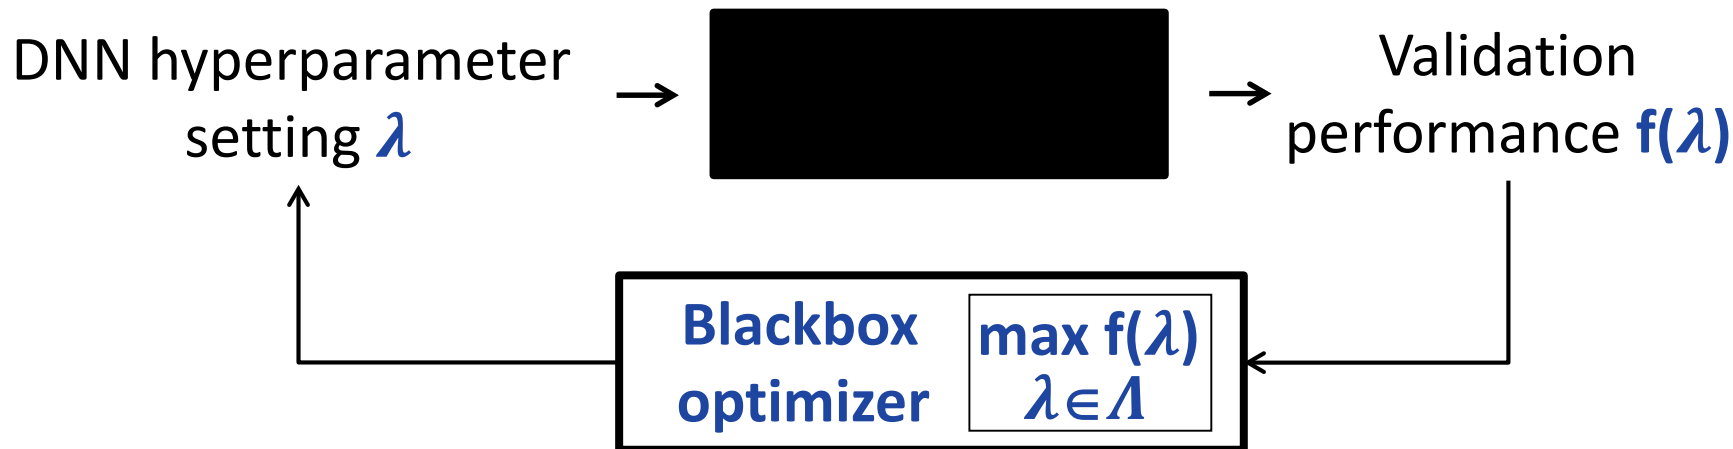 DNN hyperparameter
setting λ
Validation
performance f(λ)
Blackbox
optimizer
max f(λ)
λ∈Λ